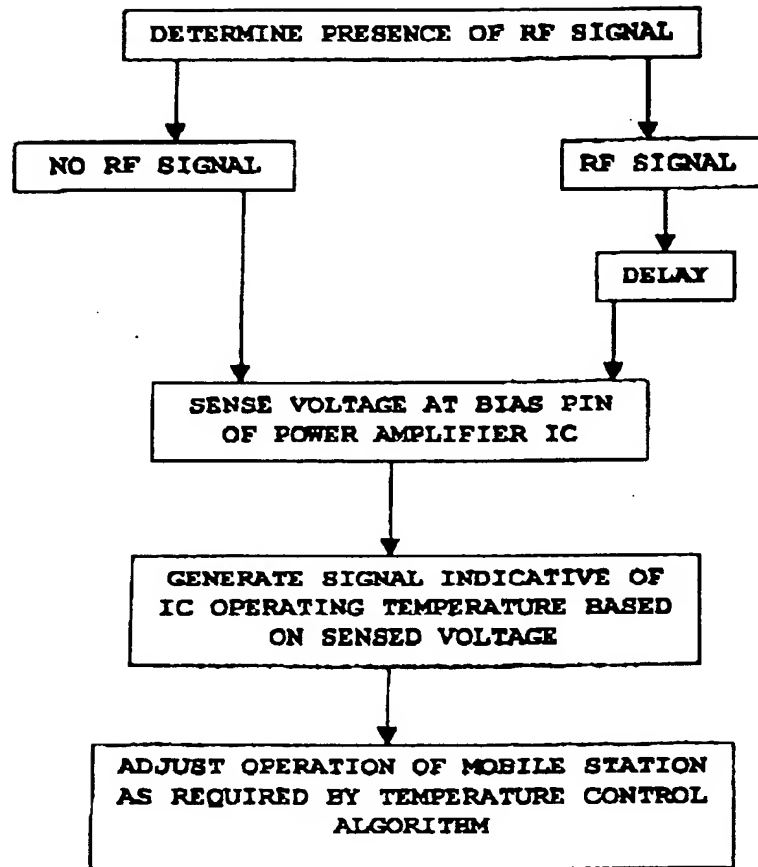 DETERMINE PRESENCE OF RF SIGNAL
NO RF SIGNAL
RF SIGNAL
DELAY
SENSE VOLTAGE AT BIAS PIN
OF POWER AMPLIFIER IC
GENERATE SIGNAL INDICATIVE OF
IC OPERATING TEMPERATURE BASED
ON SENSED VOLTAGE
ADJUST OPERATION OF MOBILE STATION
AS REQUIRED BY TEMPERATURE CONTROL
ALGORITHM